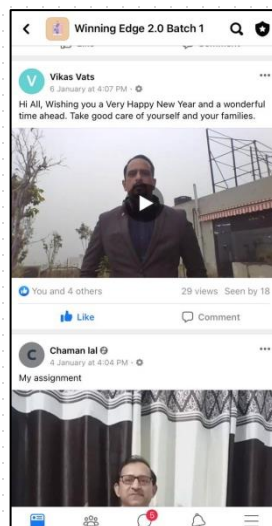 Winning Edge 2.0 Batch 1
V
Vikas Vats
6 January at 4:07 PM ·
Hi All, Wishing you a Very Happy New Year and a wonderful
time ahead. Take good care of yourself and your families.
You and 4 others
29 views Seen by 18
Like
Comment
C
Chaman lal
4 January at 4:04 PM ·
My assignment
5